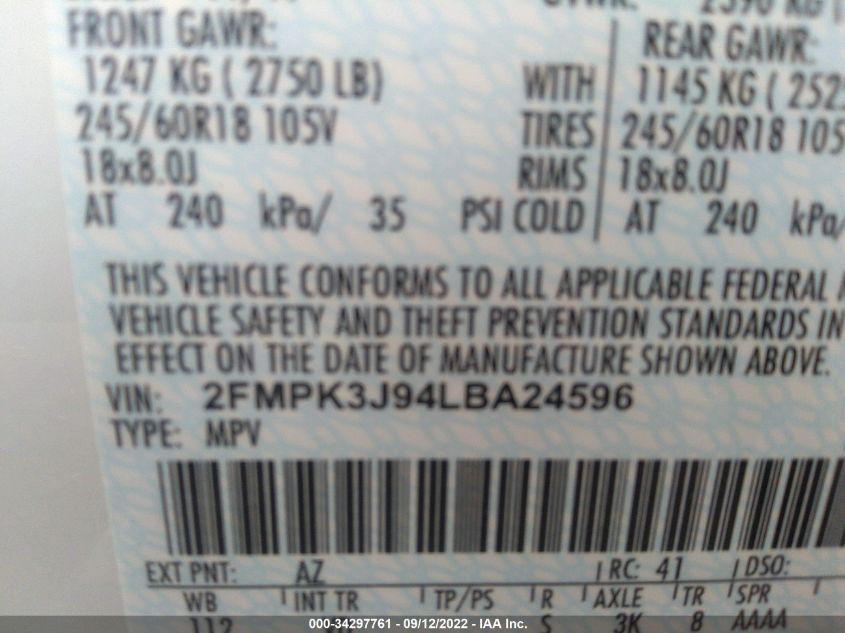 FRONT GAWR: REAR GAWR:
1247 KG ( 2750 LB) WITH 1145 KG ( 252
245/60R18 105V TIRES 245/60R18 105
18x8.0J RIMS 18x8.0J
AT 240 kPa/ 35 PSI COLD AT 240 kPa/
THIS VEHICLE CONFORMS TO ALL APPLICABLE FEDERAL
VEHICLE SAFETY AND THEFT PREVENTION STANDARDS IN
EFFECT ON THE DATE OF MANUFACTURE SHOWN ABOVE.
VIN: 2FMPK3J94LBA24596
TYPE: MPV
EXT PNT: AZ RC: 41 DSO:
WB INT TR TP/PS R AXLE TR SPR
112 S 3K 8 AAAA
000-34297761 - 09/12/2022 - IAA Inc.